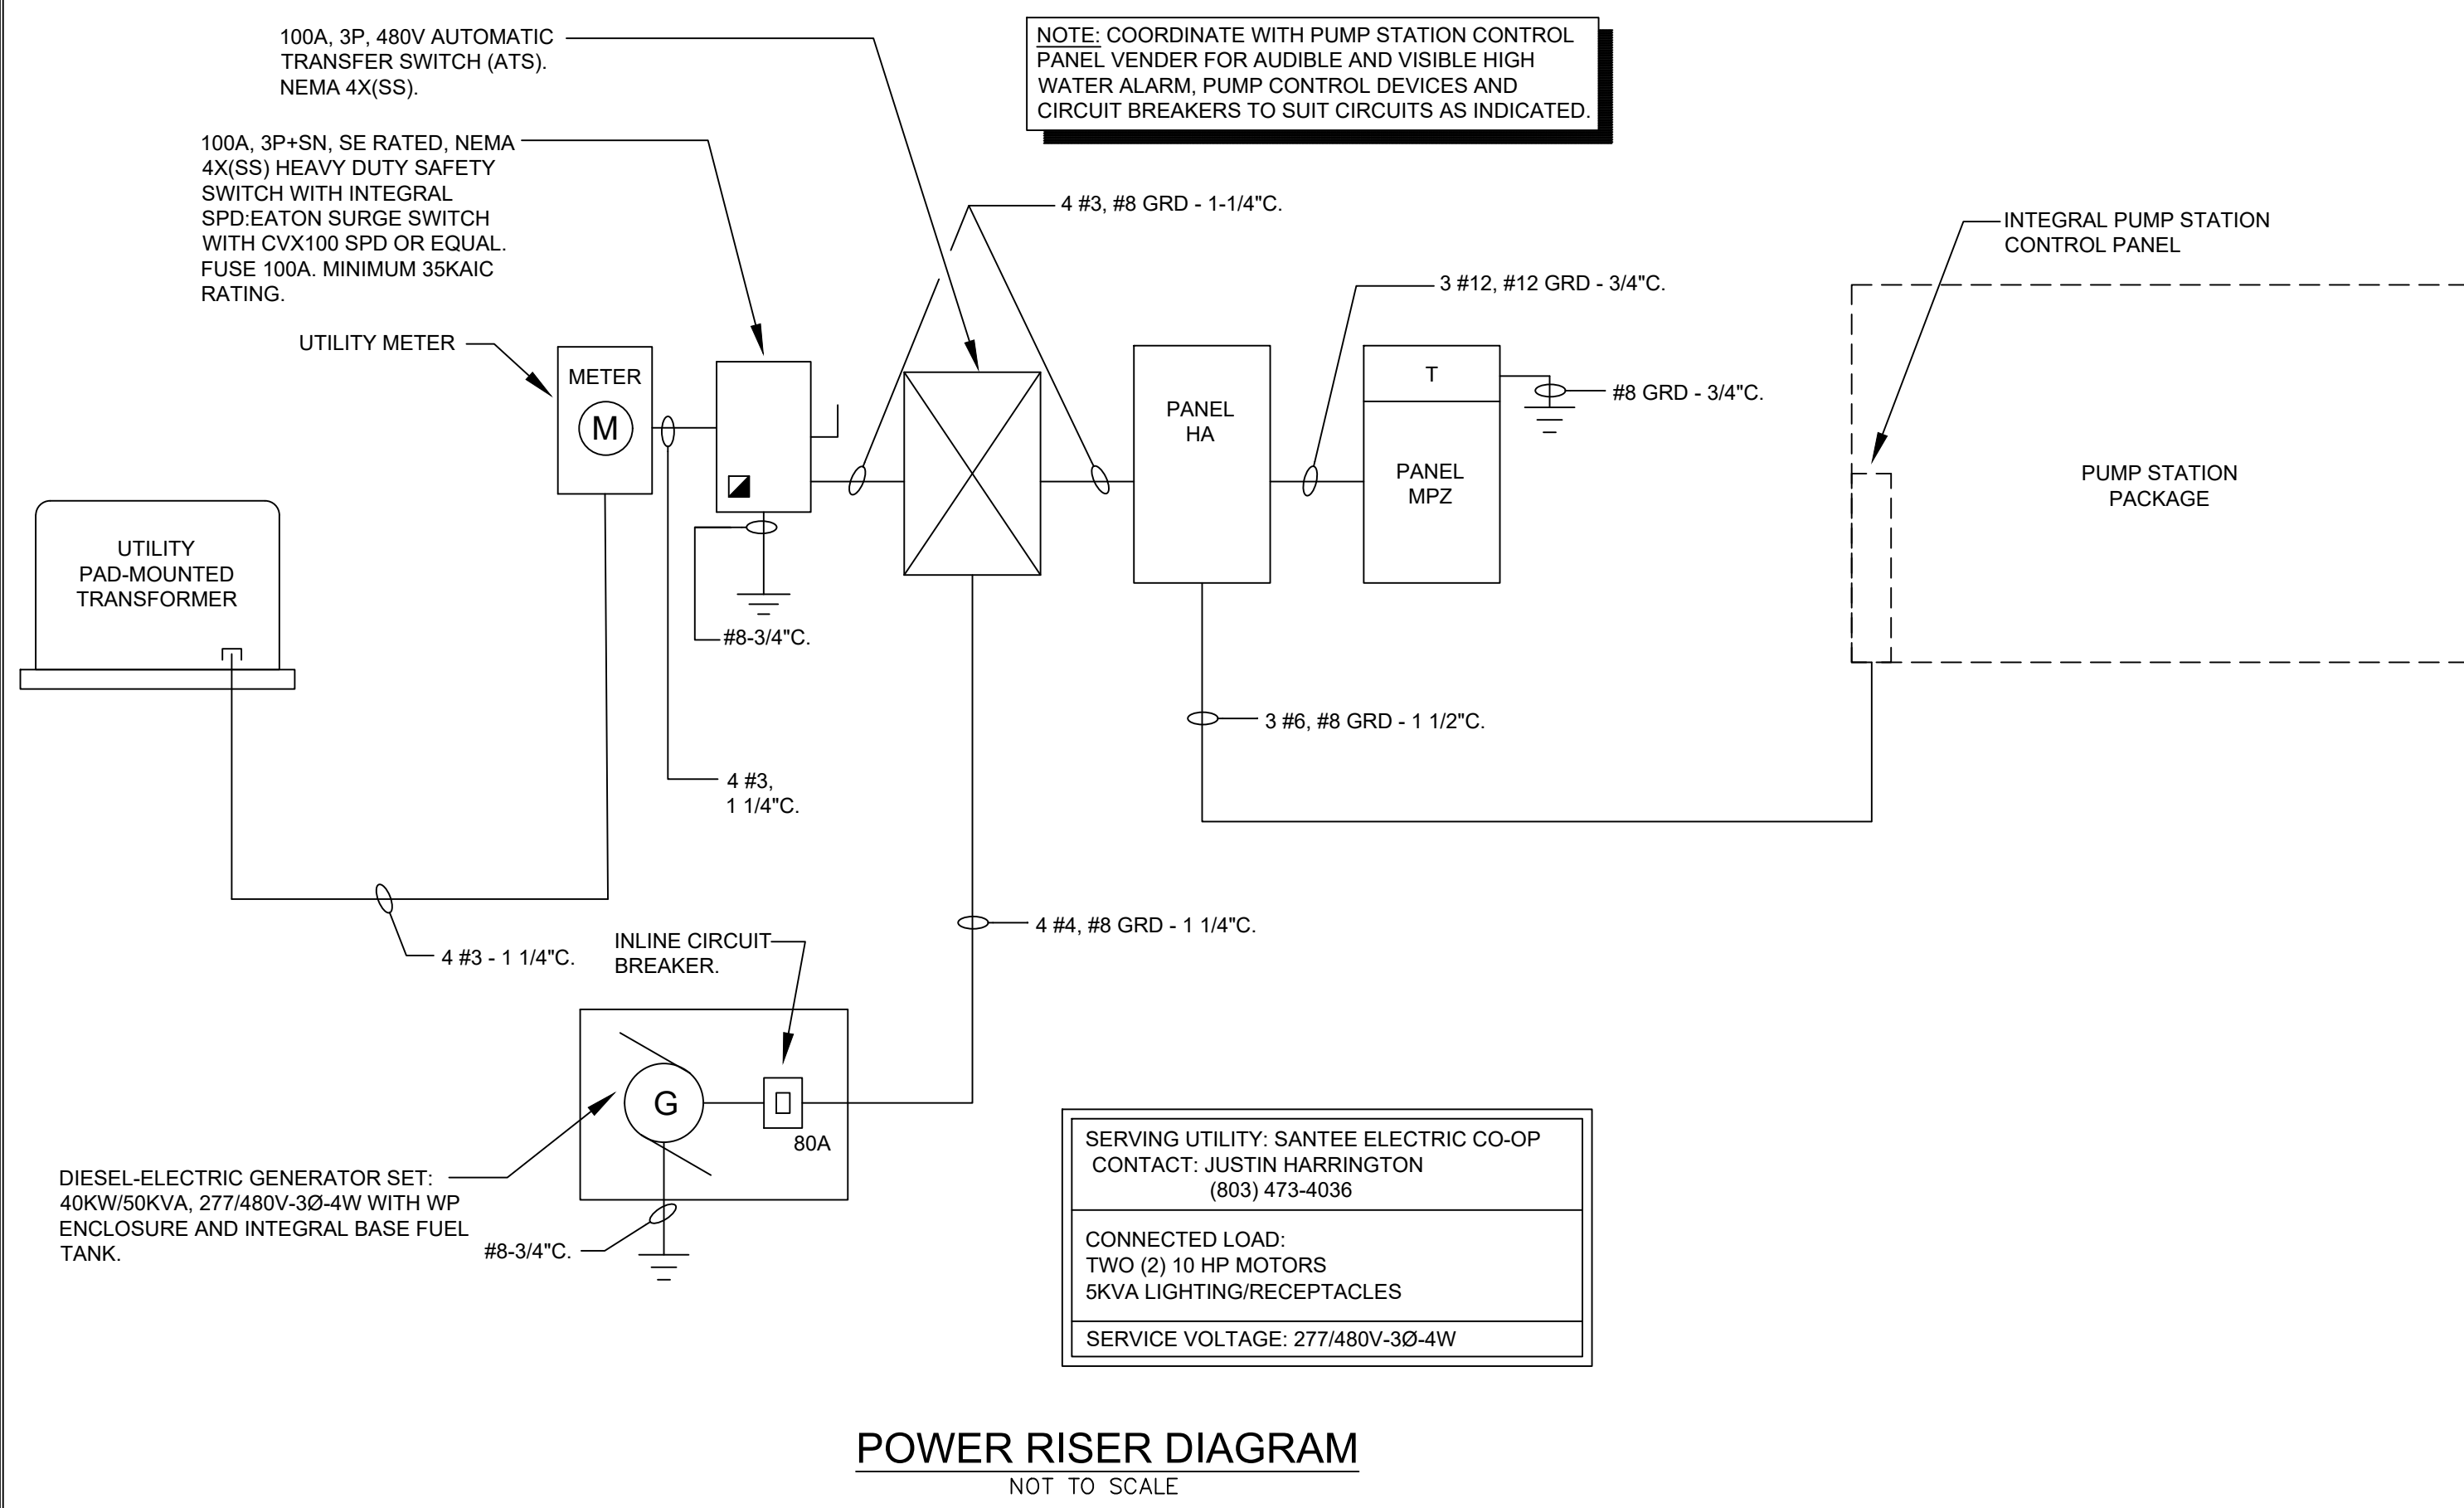 100A, 3P, 480V AUTOMATIC
TRANSFER SWITCH (ATS).
NEMA 4X(SS).
NOTE: COORDINATE WITH PUMP STATION CONTROL
PANEL VENDER FOR AUDIBLE AND VISIBLE HIGH
WATER ALARM, PUMP CONTROL DEVICES AND
CIRCUIT BREAKERS TO SUIT CIRCUITS AS INDICATED.
100A, 3P+SN, SE RATED, NEMA
4X(SS) HEAVY DUTY SAFETY
SWITCH WITH INTEGRAL
SPD:EATON SURGE SWITCH
WITH CVX100 SPD OR EQUAL.
FUSE 100A. MINIMUM 35KAIC
RATING.
4 #3, #8 GRD - 1-1/4"C.
INTEGRAL PUMP STATION
CONTROL PANEL
3 #12, #12 GRD - 3/4"C.
UTILITY METER
METER
M
PANEL
HA
T
PANEL
MPZ
#8 GRD - 3/4"C.
PUMP STATION
PACKAGE
UTILITY
PAD-MOUNTED
TRANSFORMER
#8-3/4"C.
3 #6, #8 GRD - 1 1/2"C.
4 #3,
1 1/4"C.
4 #3 - 1 1/4"C.
INLINE CIRCUIT
BREAKER.
4 #4, #8 GRD - 1 1/4"C.
G
80A
DIESEL-ELECTRIC GENERATOR SET:
40KW/50KVA, 277/480V-3Ø-4W WITH WP
ENCLOSURE AND INTEGRAL BASE FUEL
TANK.
#8-3/4"C.
SERVING UTILITY: SANTEE ELECTRIC CO-OP
CONTACT: JUSTIN HARRINGTON
(803) 473-4036
CONNECTED LOAD:
TWO (2) 10 HP MOTORS
5KVA LIGHTING/RECEPTACLES
SERVICE VOLTAGE: 277/480V-3Ø-4W
POWER RISER DIAGRAM
NOT TO SCALE